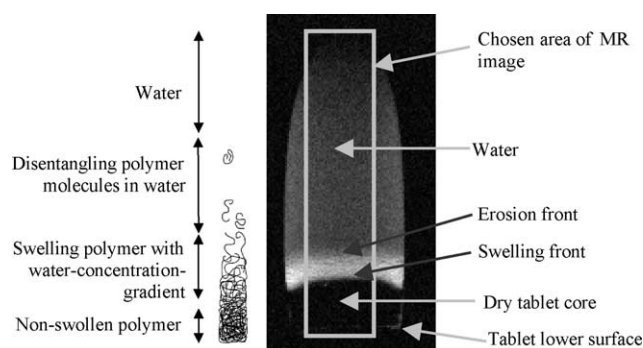 Water
Disentangling polymer
molecules in water
Swelling polymer with
water-concentration-
gradient
Non-swollen polymer
Chosen area of MR
image
Water
Erosion front
Swelling front
Dry tablet core
Tablet lower surface